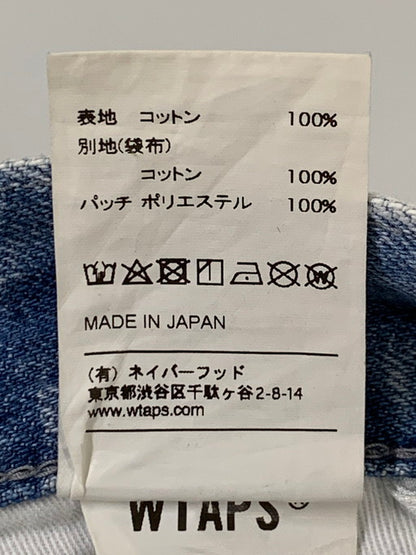 表地 コットン 100%
別地(袋布)
コットン 100%
パッチ ポリエステル 100%
MADE IN JAPAN
(有) ネイバーフッド
東京都渋谷区千駄ヶ谷2-8-14
www.wtaps.com
WTAPS®